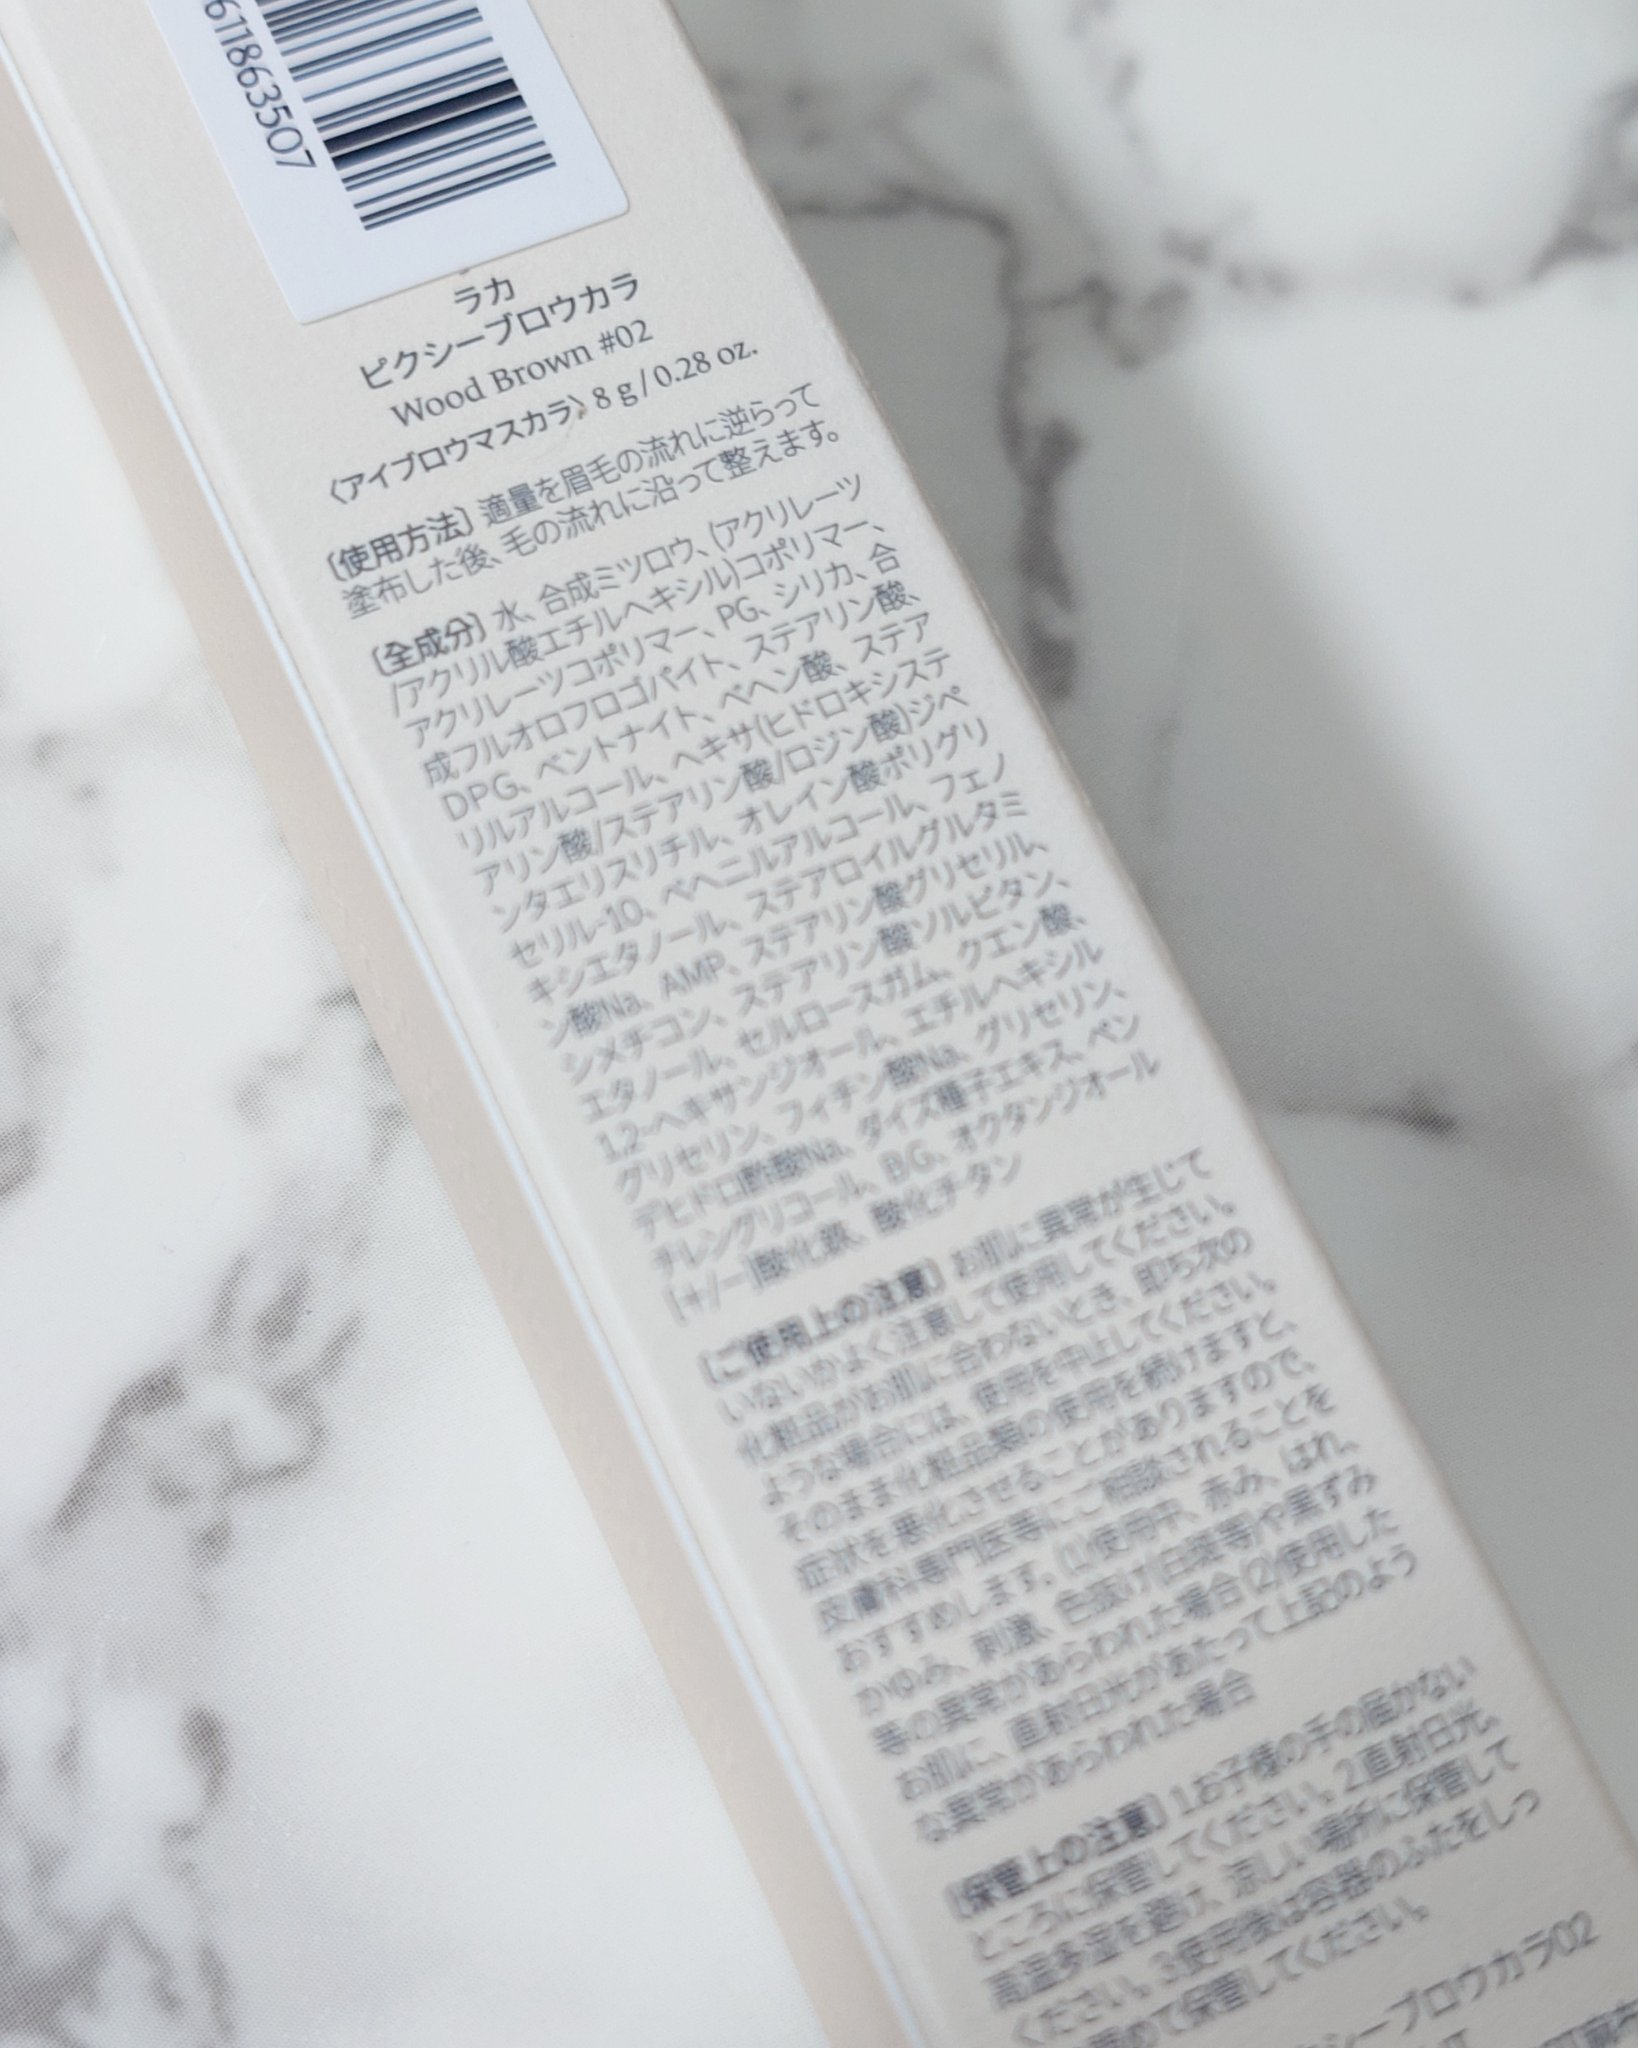 611863507
ラカ
ピクシーブロウカラ
Wood Brown #02
〈アイブロウマスカラ〉 8 g / 0.28 oz.
〔使用方法〕 適量を眉毛の流れに逆らって
塗布した後、毛の流れに沿って整えます。
〔全成分〕 水、合成ミツロウ、(アクリレーツ
/アクリル酸エチルヘキシル)コポリマー、
アクリレーツコポリマー、PG、シリカ、合
成フルオロフロゴパイト、ステアリン酸、
DPG、ベントナイト、ベヘン酸、ステア
リルアルコール、ヘキサ(ヒドロキシステ
アリン酸/ステアリン酸/ロジン酸)ジペ
ンタエリスリチル、オレイン酸ポリグリ
セリル-10、ベヘニルアルコール、フェノ
キシエタノール、ステアロイルグルタミ
ン酸Na、AMP、ステアリン酸グリセリル、
シメチコン、ステアリン酸ソルビタン、
エタノール、セルロースガム、クエン酸、
1,2-ヘキサンジオール、エチルヘキシル
グリセリン、フィチン酸Na、グリセリン、
デヒドロ酢酸Na、ダイズ種子エキス、ペン
チレングリコール、BG、オクタンジオール
[+/ー]酸化鉄、酸化チタン
〔ご使用上の注意〕 お肌に異常が生じて
いないかよく注意して使用してください。
化粧品がお肌に合わないとき、即ち次の
ような場合には、使用を中止してください。
そのまま化粧品類の使用を続けますと、
症状を悪化させることがありますので、
皮膚科専門医等にご相談されることを
おすすめします。(1)使用中、赤み、はれ、
かゆみ、刺激、色抜け(白斑等)や黒ずみ
等の異常があらわれた場合(2)使用した
お肌に、直射日光があたって上記のよう
な異常があらわれた場合
〔保管上の注意〕 1.お子様の手の届かない
ところに保管してください。2.直射日光、
高温多湿を避け、涼しい場所に保管して
ください。3.使用後は容器のふたをしっ
めて保管してください。
シーブロウカラ02